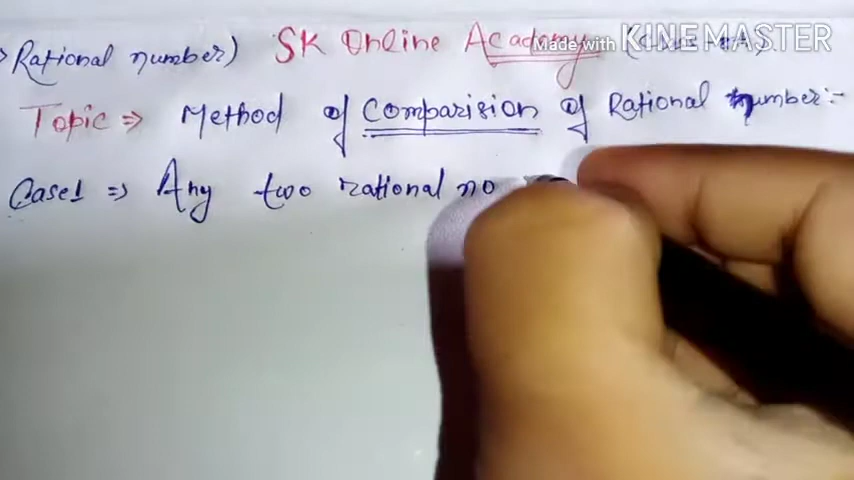 Rational number) SK Online Academy
Made with KINEMASTER
Topic ⇒ Method of Comparision of Rational number:-
Case1 ⇒ Any two rational no